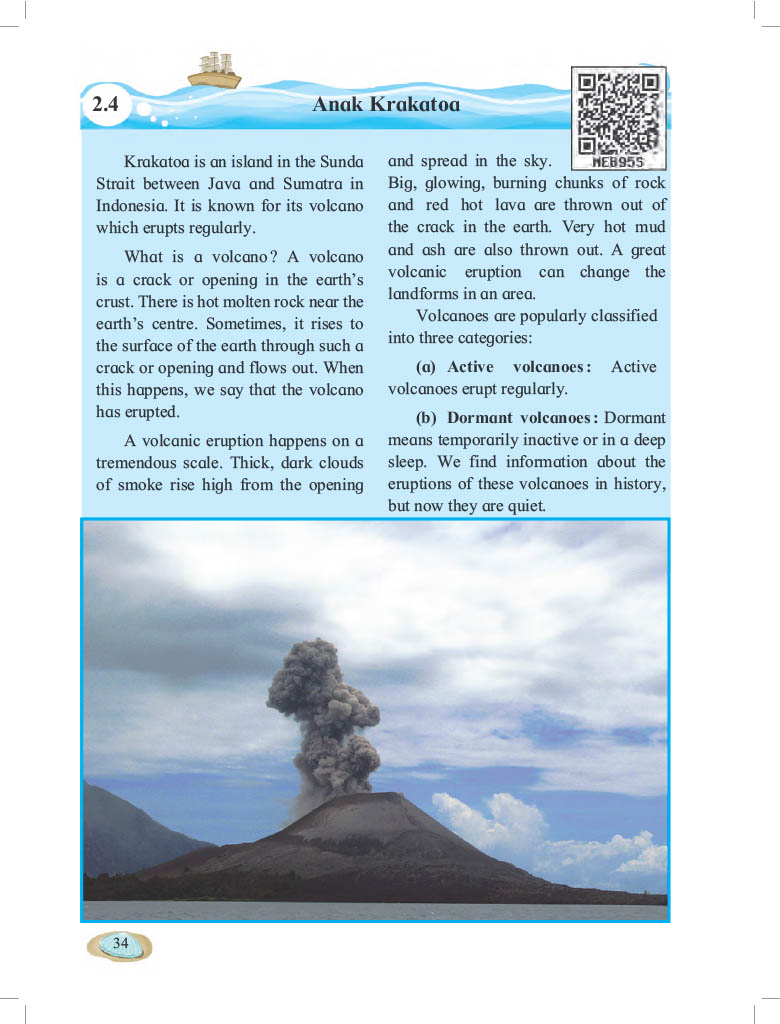 2.4
Anak Krakatoa
Krakatoa is an island in the Sunda
Strait between Java and Sumatra in
Indonesia. It is known for its volcano
which erupts regularly.
What is a volcano? A volcano
is a crack or opening in the earth's
crust. There is hot molten rock near the
earth's centre. Sometimes, it rises to
the surface of the earth through such a
crack or opening and flows out. When
this happens, we say that the volcano
has erupted.
A volcanic eruption happens on a
tremendous scale. Thick, dark clouds
of smoke rise high from the opening
and spread in the sky.
Big, glowing, burning chunks of rock
and red hot lava are thrown out of
the crack in the earth. Very hot mud
and ash are also thrown out. A great
volcanic eruption can change the
landforms in an area.
Volcanoes are popularly classified
into three categories:
(a) Active volcanoes: Active
volcanoes erupt regularly.
(b) Dormant volcanoes: Dormant
means temporarily inactive or in a deep
sleep. We find information about the
eruptions of these volcanoes in history,
but now they are quiet.
MEB955
34